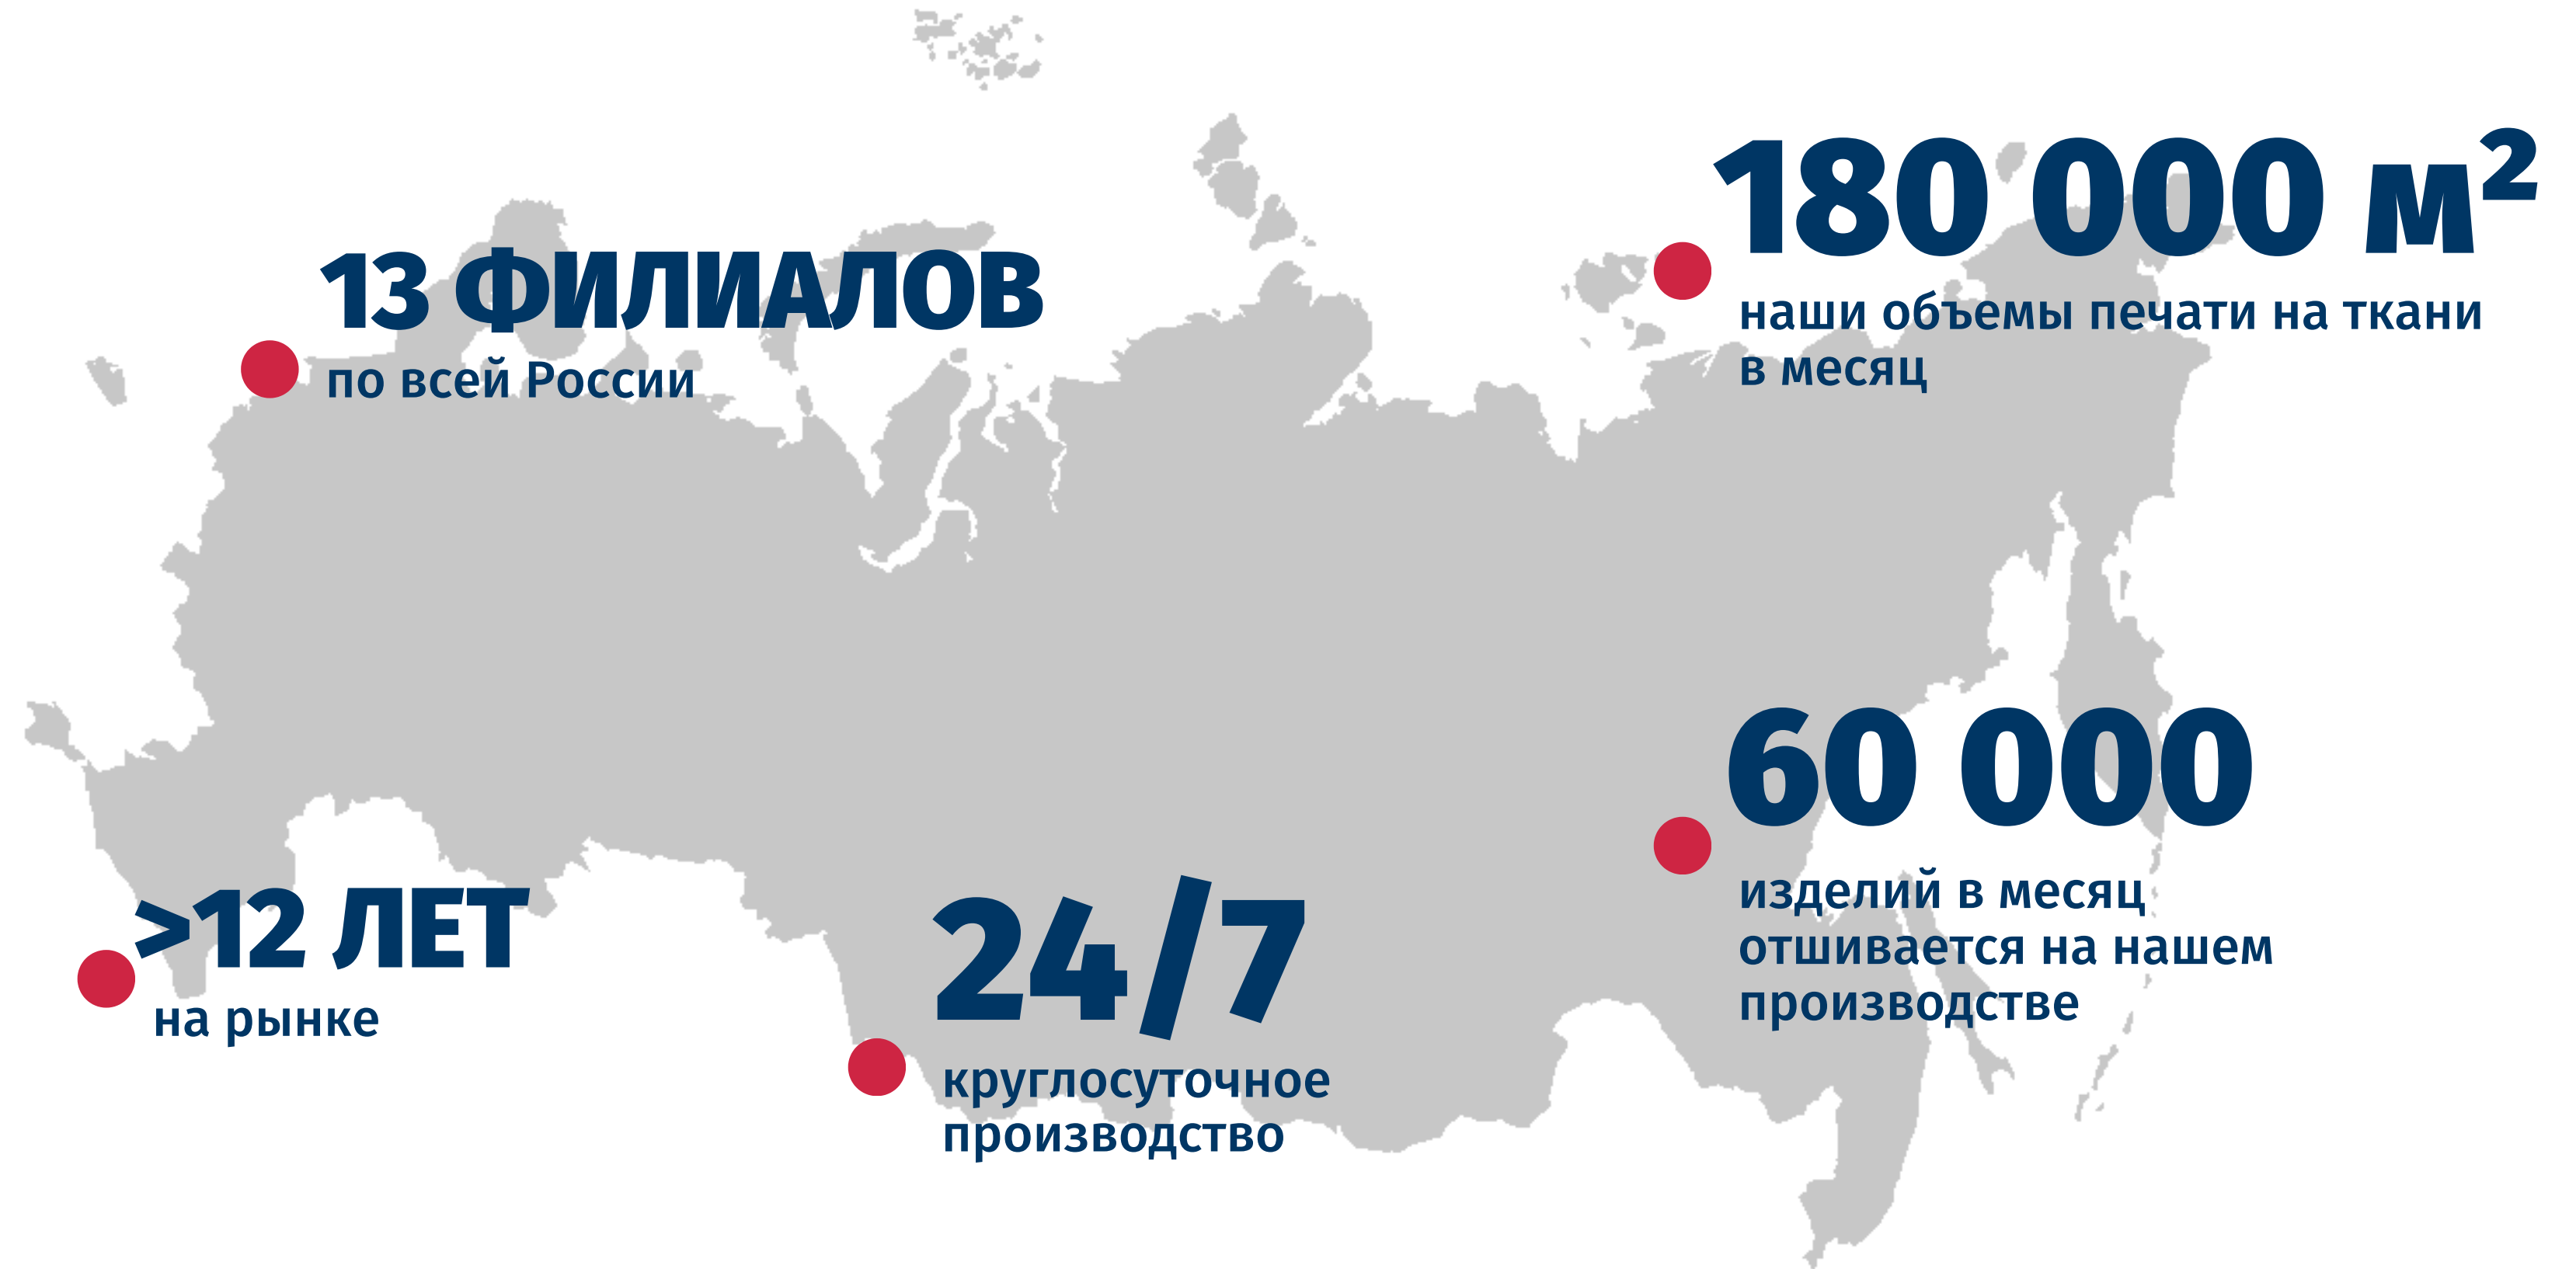 13 ФИЛИАЛОВ
по всей России
180 000 м²
наши объемы печати на ткани
в месяц
>12 ЛЕТ
на рынке
24/7
круглосуточное
производство
60 000
изделий в месяц
отшивается на нашем
производстве